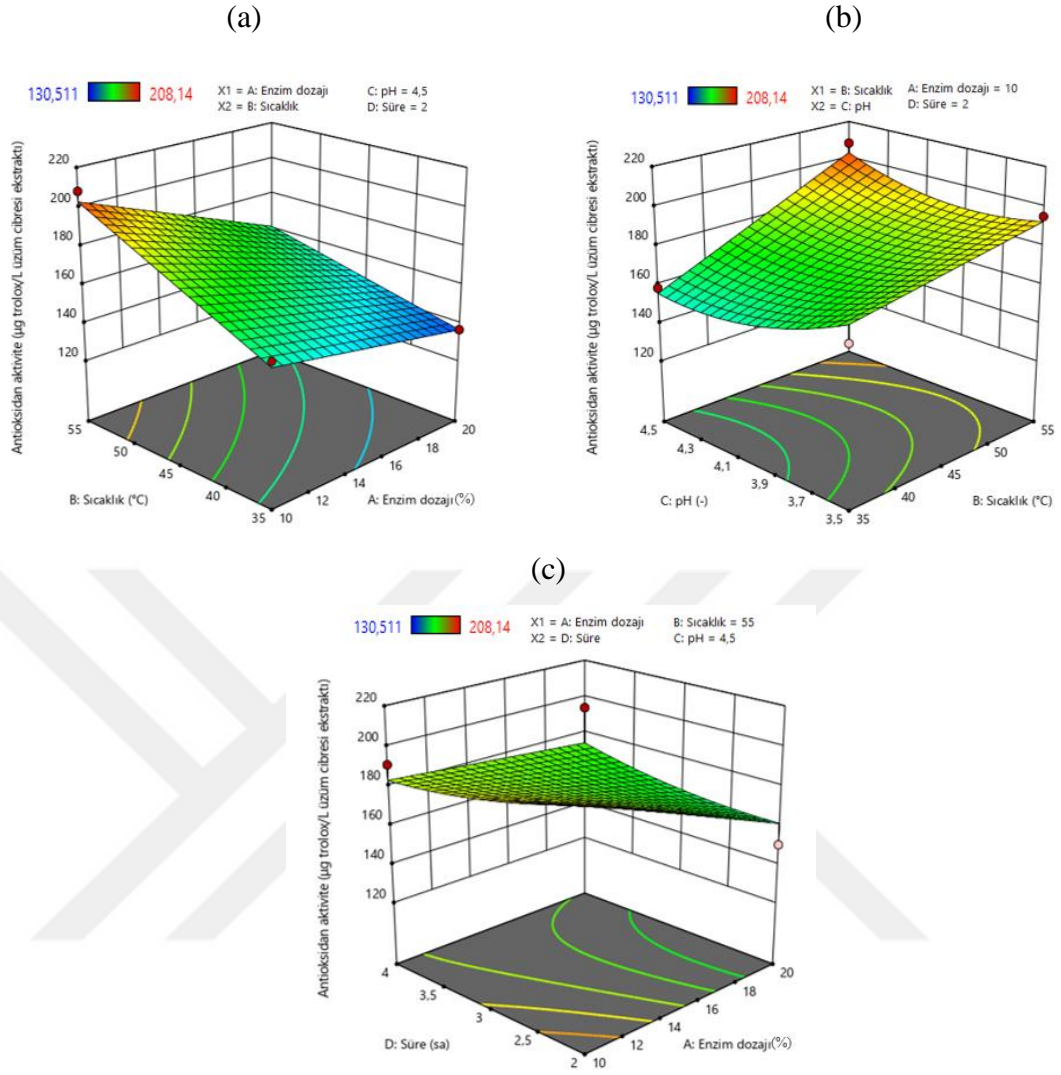 (a)
(b)
130,511 208,14 X1 = A: Enzim dozajı C: pH = 4,5
X2 = B: Sıcaklık D: Süre = 2
130,511 208,14 X1 = B: Sıcaklık A: Enzim dozajı = 10
X2 = C: pH D: Süre = 2
Antioksidan aktivite (µg trolox/L üzüm cibresi ekstraktı)
220
200
180
160
140
120
55
50
45
40
35
10
12
14
16
18
20
B: Sıcaklık (°C)
A: Enzim dozajı(%)
Antioksidan aktivite (µg trolox/L üzüm cibresi ekstraktı)
220
200
180
160
140
120
4,5
4,3
4,1
3,9
3,7
3,5
35
40
45
50
55
C: pH (-)
B: Sıcaklık (°C)
(c)
130,511 208,14 X1 = A: Enzim dozajı B: Sıcaklık = 55
X2 = D: Süre C: pH = 4,5
Antioksidan aktivite (µg trolox/L üzüm cibresi ekstraktı)
220
200
180
160
140
120
4
3,5
3
2,5
2
10
12
14
16
18
20
D: Süre (sa)
A: Enzim dozajı(%)